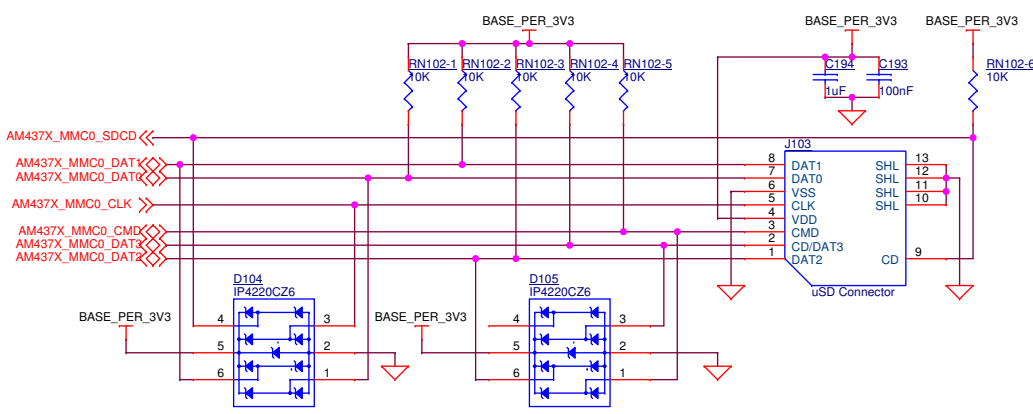 BASE_PER_3V3 BASE_PER_3V3 BASE_PER_3V3
RN102-1 RN102-2 RN102-3 RN102-4 RN102-5 C194 C193 RN102-6
10K 10K 10K 10K 10K 1uF 100nF 10K
AM437X_MMC0_SDCD
J103
AM437X_MMC0_DAT1 8 DAT1 SHL 13
AM437X_MMC0_DAT0 7 DAT0 SHL 12
6 VSS SHL 11
AM437X_MMC0_CLK 5 CLK SHL 10
4 VDD
AM437X_MMC0_CMD 3 CMD
AM437X_MMC0_DAT3 2 CD/DAT3
AM437X_MMC0_DAT2 1 DAT2 CD 9
uSD Connector
D104 D105
IP4220CZ6 IP4220CZ6
BASE_PER_3V3 4 3 BASE_PER_3V3 4 3
5 2 5 2
6 1 6 1